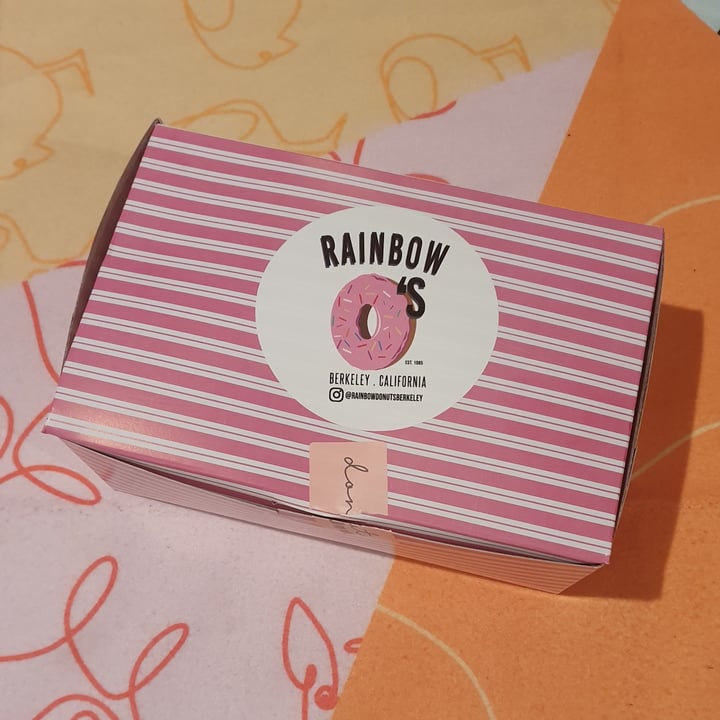 RAINBOW
'S
EST. 1985
BERKELEY . CALIFORNIA
@RAINBOWDONUTSBERKELEY